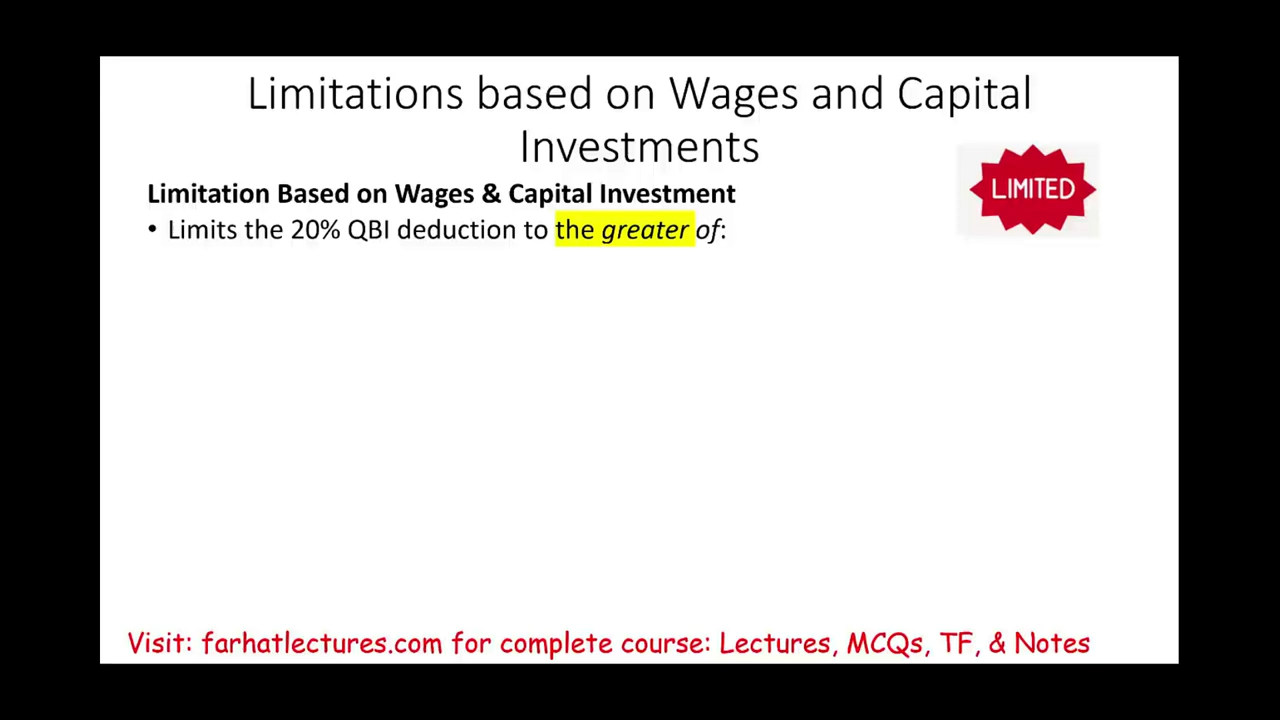 Limitations based on Wages and Capital
Investments
LIMITED
Limitation Based on Wages & Capital Investment
• Limits the 20% QBI deduction to the greater of:
Visit: farhatlectures.com for complete course: Lectures, MCQs, TF, & Notes